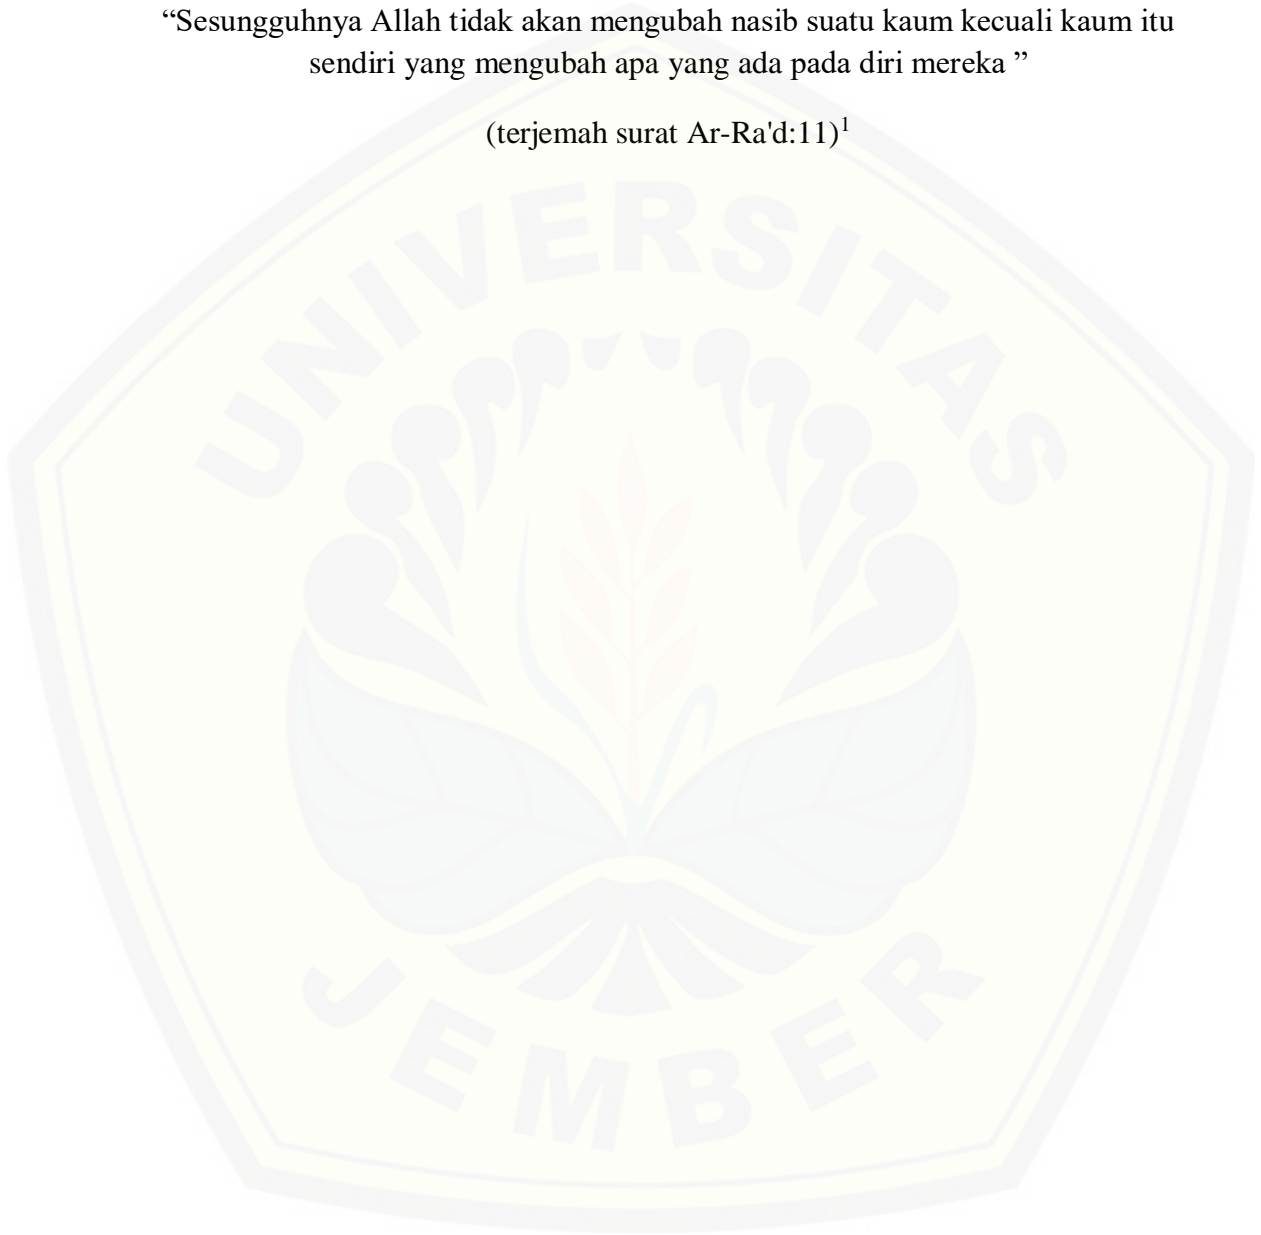 “Sesungguhnya Allah tidak akan mengubah nasib suatu kaum kecuali kaum itu
sendiri yang mengubah apa yang ada pada diri mereka ”
(terjemah surat Ar-Ra'd:11)¹
UNIVERSITAS
JEMBER